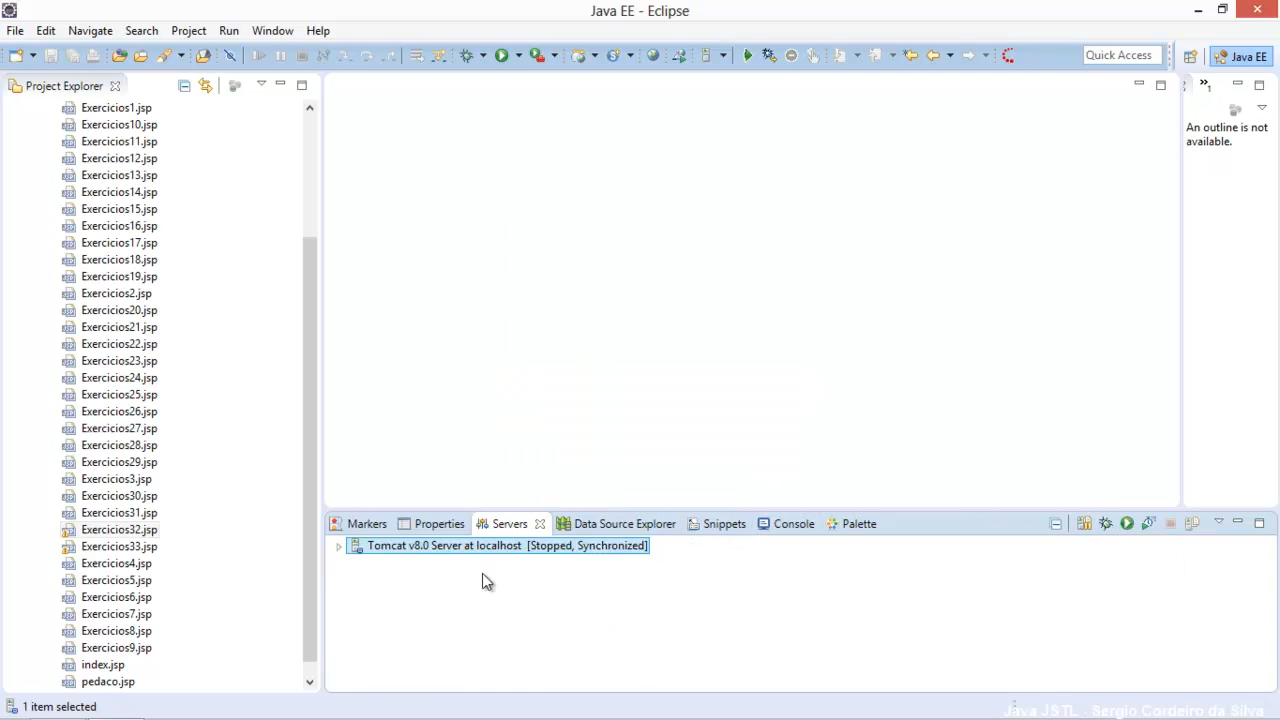 Java EE - Eclipse
File Edit Navigate Search Project Run Window Help
Quick Access
Java EE
Project Explorer
1
An outline is not
available.
Exercicios1.jsp
Exercicios10.jsp
Exercicios11.jsp
Exercicios12.jsp
Exercicios13.jsp
Exercicios14.jsp
Exercicios15.jsp
Exercicios16.jsp
Exercicios17.jsp
Exercicios18.jsp
Exercicios19.jsp
Exercicios2.jsp
Exercicios20.jsp
Exercicios21.jsp
Exercicios22.jsp
Exercicios23.jsp
Exercicios24.jsp
Exercicios25.jsp
Exercicios26.jsp
Exercicios27.jsp
Exercicios28.jsp
Exercicios29.jsp
Exercicios3.jsp
Exercicios30.jsp
Exercicios31.jsp
Exercicios32.jsp
Exercicios33.jsp
Exercicios4.jsp
Exercicios5.jsp
Exercicios6.jsp
Exercicios7.jsp
Exercicios8.jsp
Exercicios9.jsp
index.jsp
pedaco.jsp
Markers Properties Servers Data Source Explorer Snippets Console Palette
Tomcat v8.0 Server at localhost [Stopped, Synchronized]
1 item selected
Java JSTL - Sergio Cordeiro da Silva